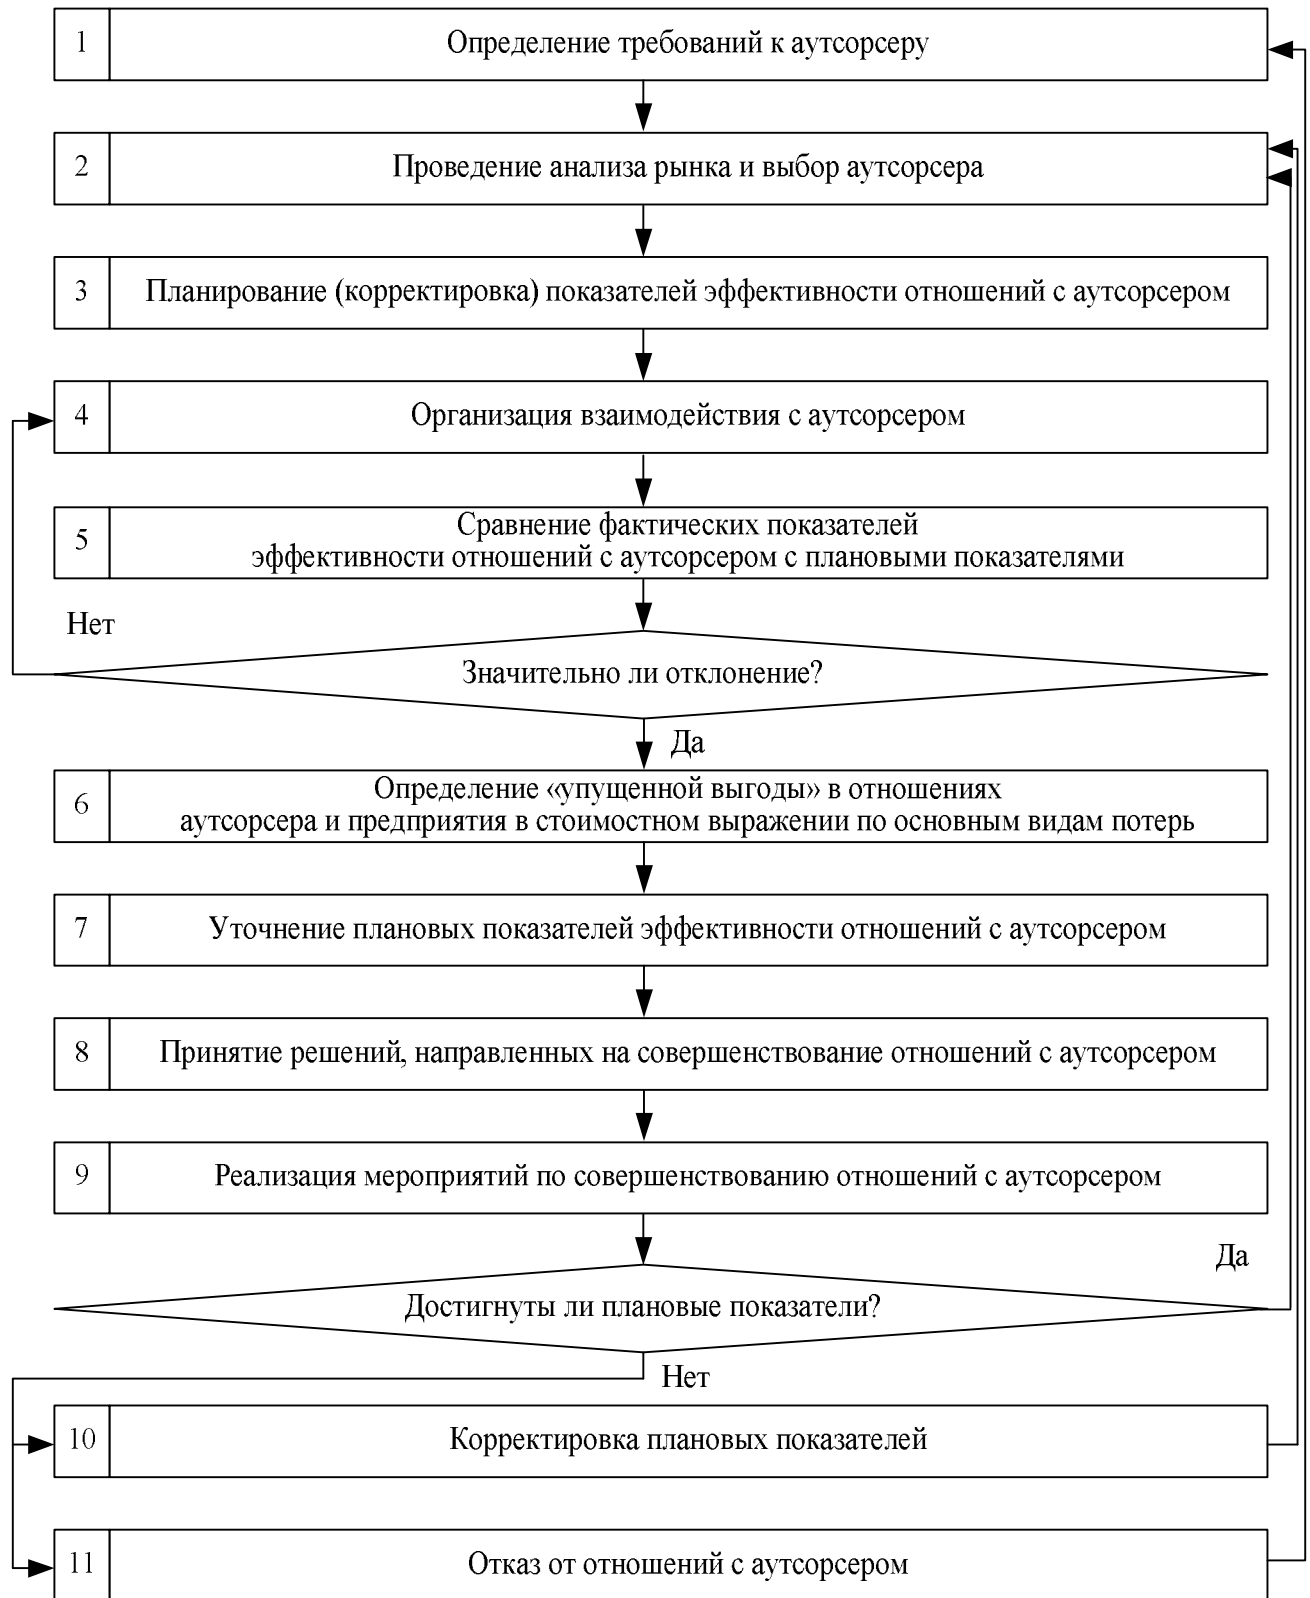 1 Определение требований к аутсорсеру
2 Проведение анализа рынка и выбор аутсорсера
3 Планирование (корректировка) показателей эффективности отношений с аутсорсером
4 Организация взаимодействия с аутсорсером
5 Сравнение фактических показателей
эффективности отношений с аутсорсером с плановыми показателями
Нет
Значительно ли отклонение?
Да
6 Определение «упущенной выгоды» в отношениях
аутсорсера и предприятия в стоимостном выражении по основным видам потерь
7 Уточнение плановых показателей эффективности отношений с аутсорсером
8 Принятие решений, направленных на совершенствование отношений с аутсорсером
9 Реализация мероприятий по совершенствованию отношений с аутсорсером
Да
Достигнуты ли плановые показатели?
Нет
10 Корректировка плановых показателей
11 Отказ от отношений с аутсорсером